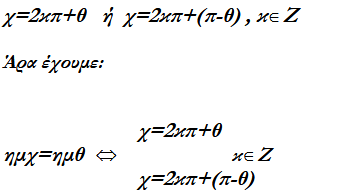 χ=2κπ+θ ή χ=2κπ+(π-θ) , κ∈Z
Άρα έχουμε:
χ=2κπ+θ
ημχ=ημθ ⇔ κ∈Z
χ=2κπ+(π-θ)